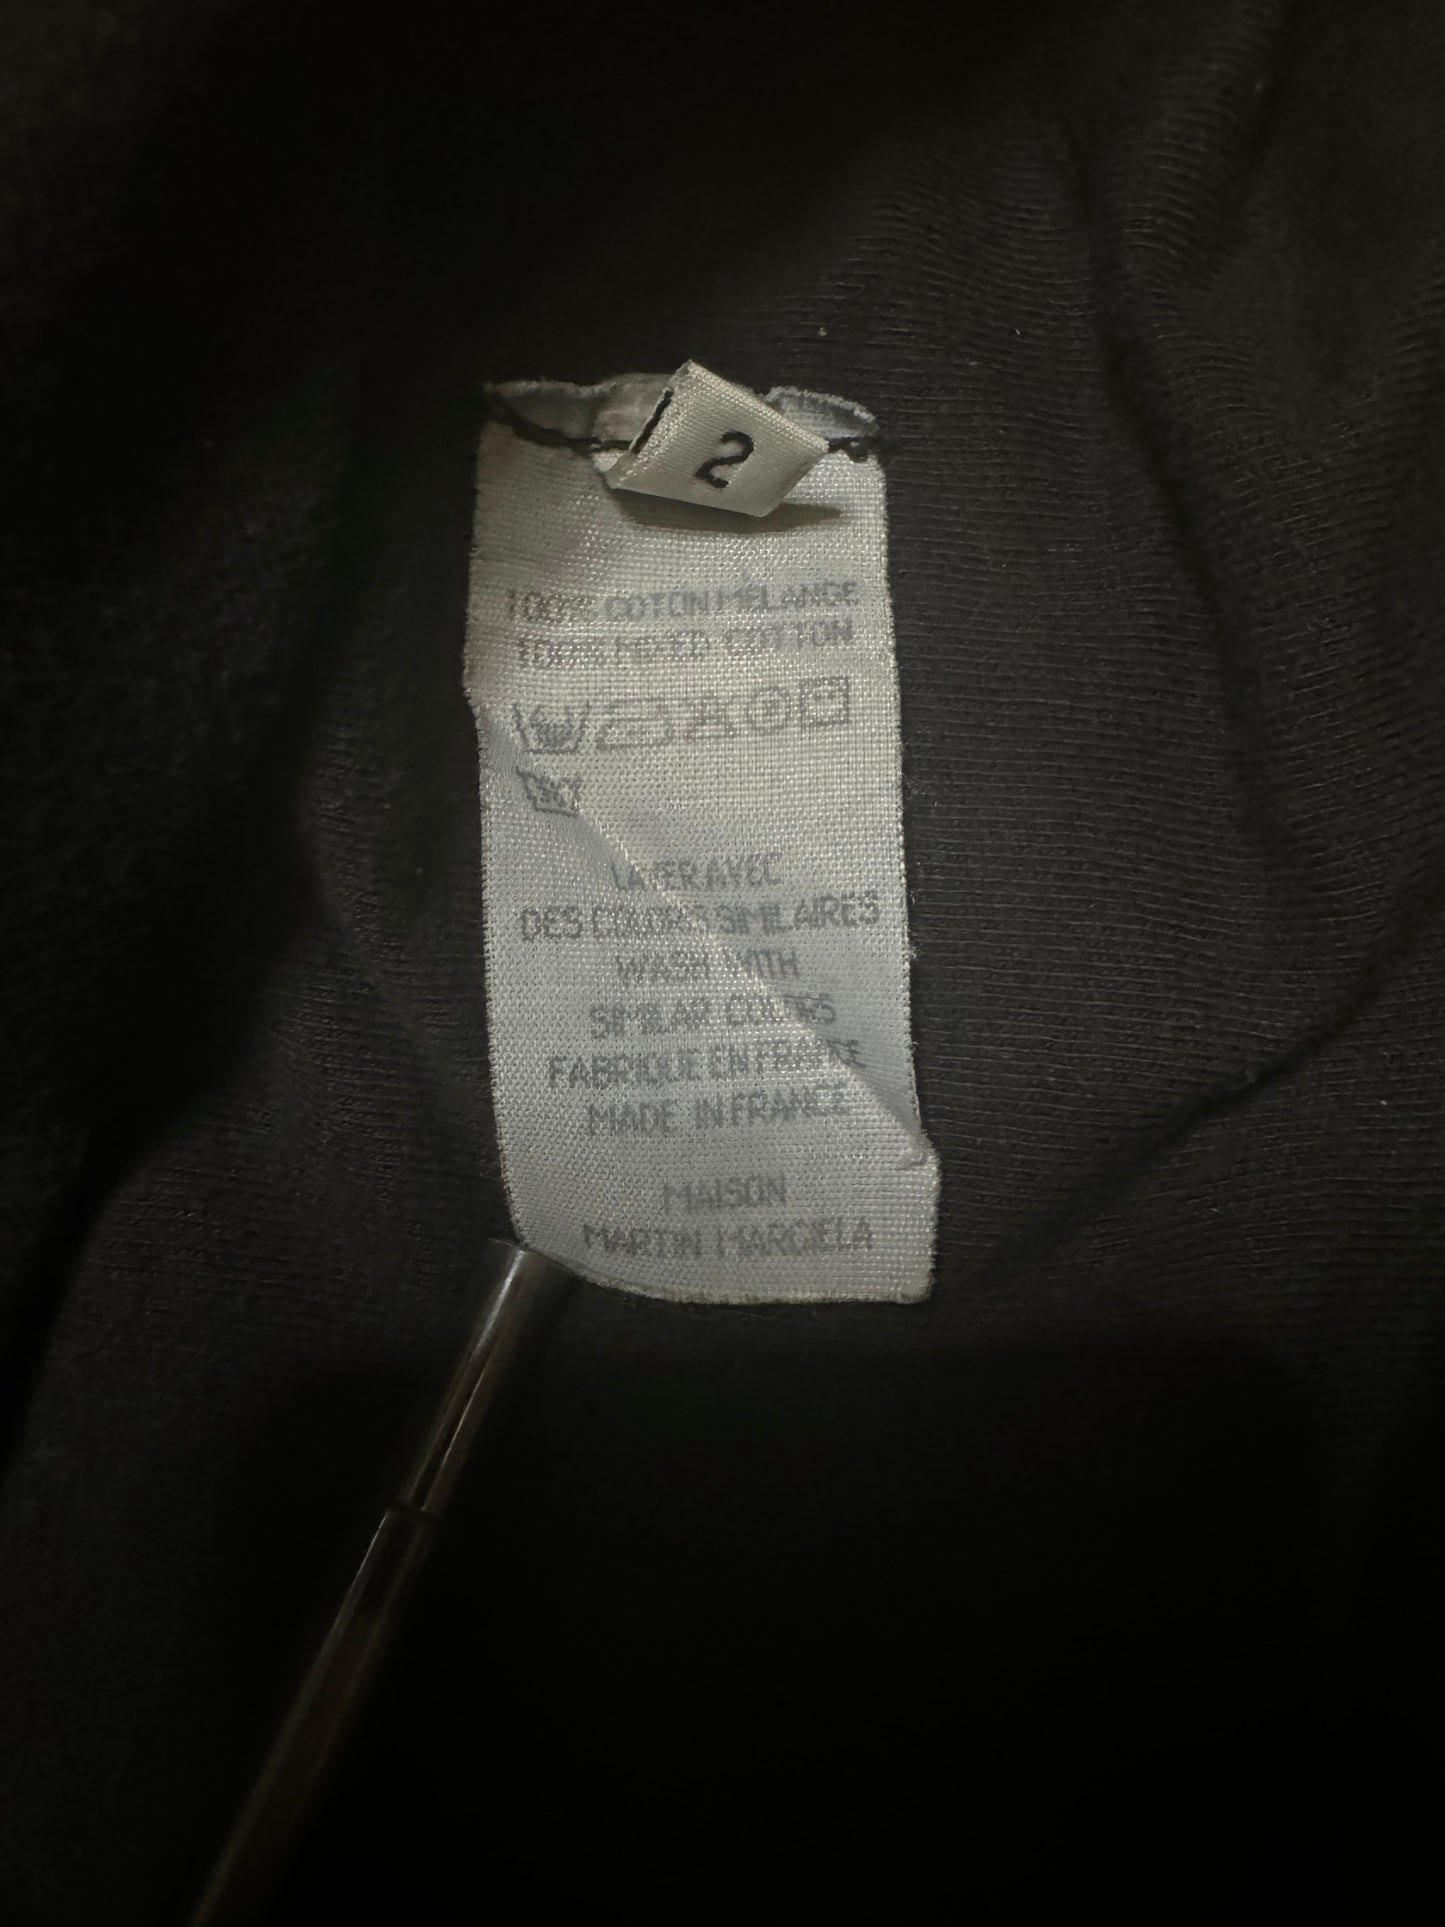 2
100% COTON MÉLANGE
100% MIXED COTTON
LAVER AVEC
DES COLORIS SIMILAIRES
WASH WITH
SIMILAR COLORS
FABRIQUE EN FRANCE
MADE IN FRANCE
MAISON
MARTIN MARGIELA